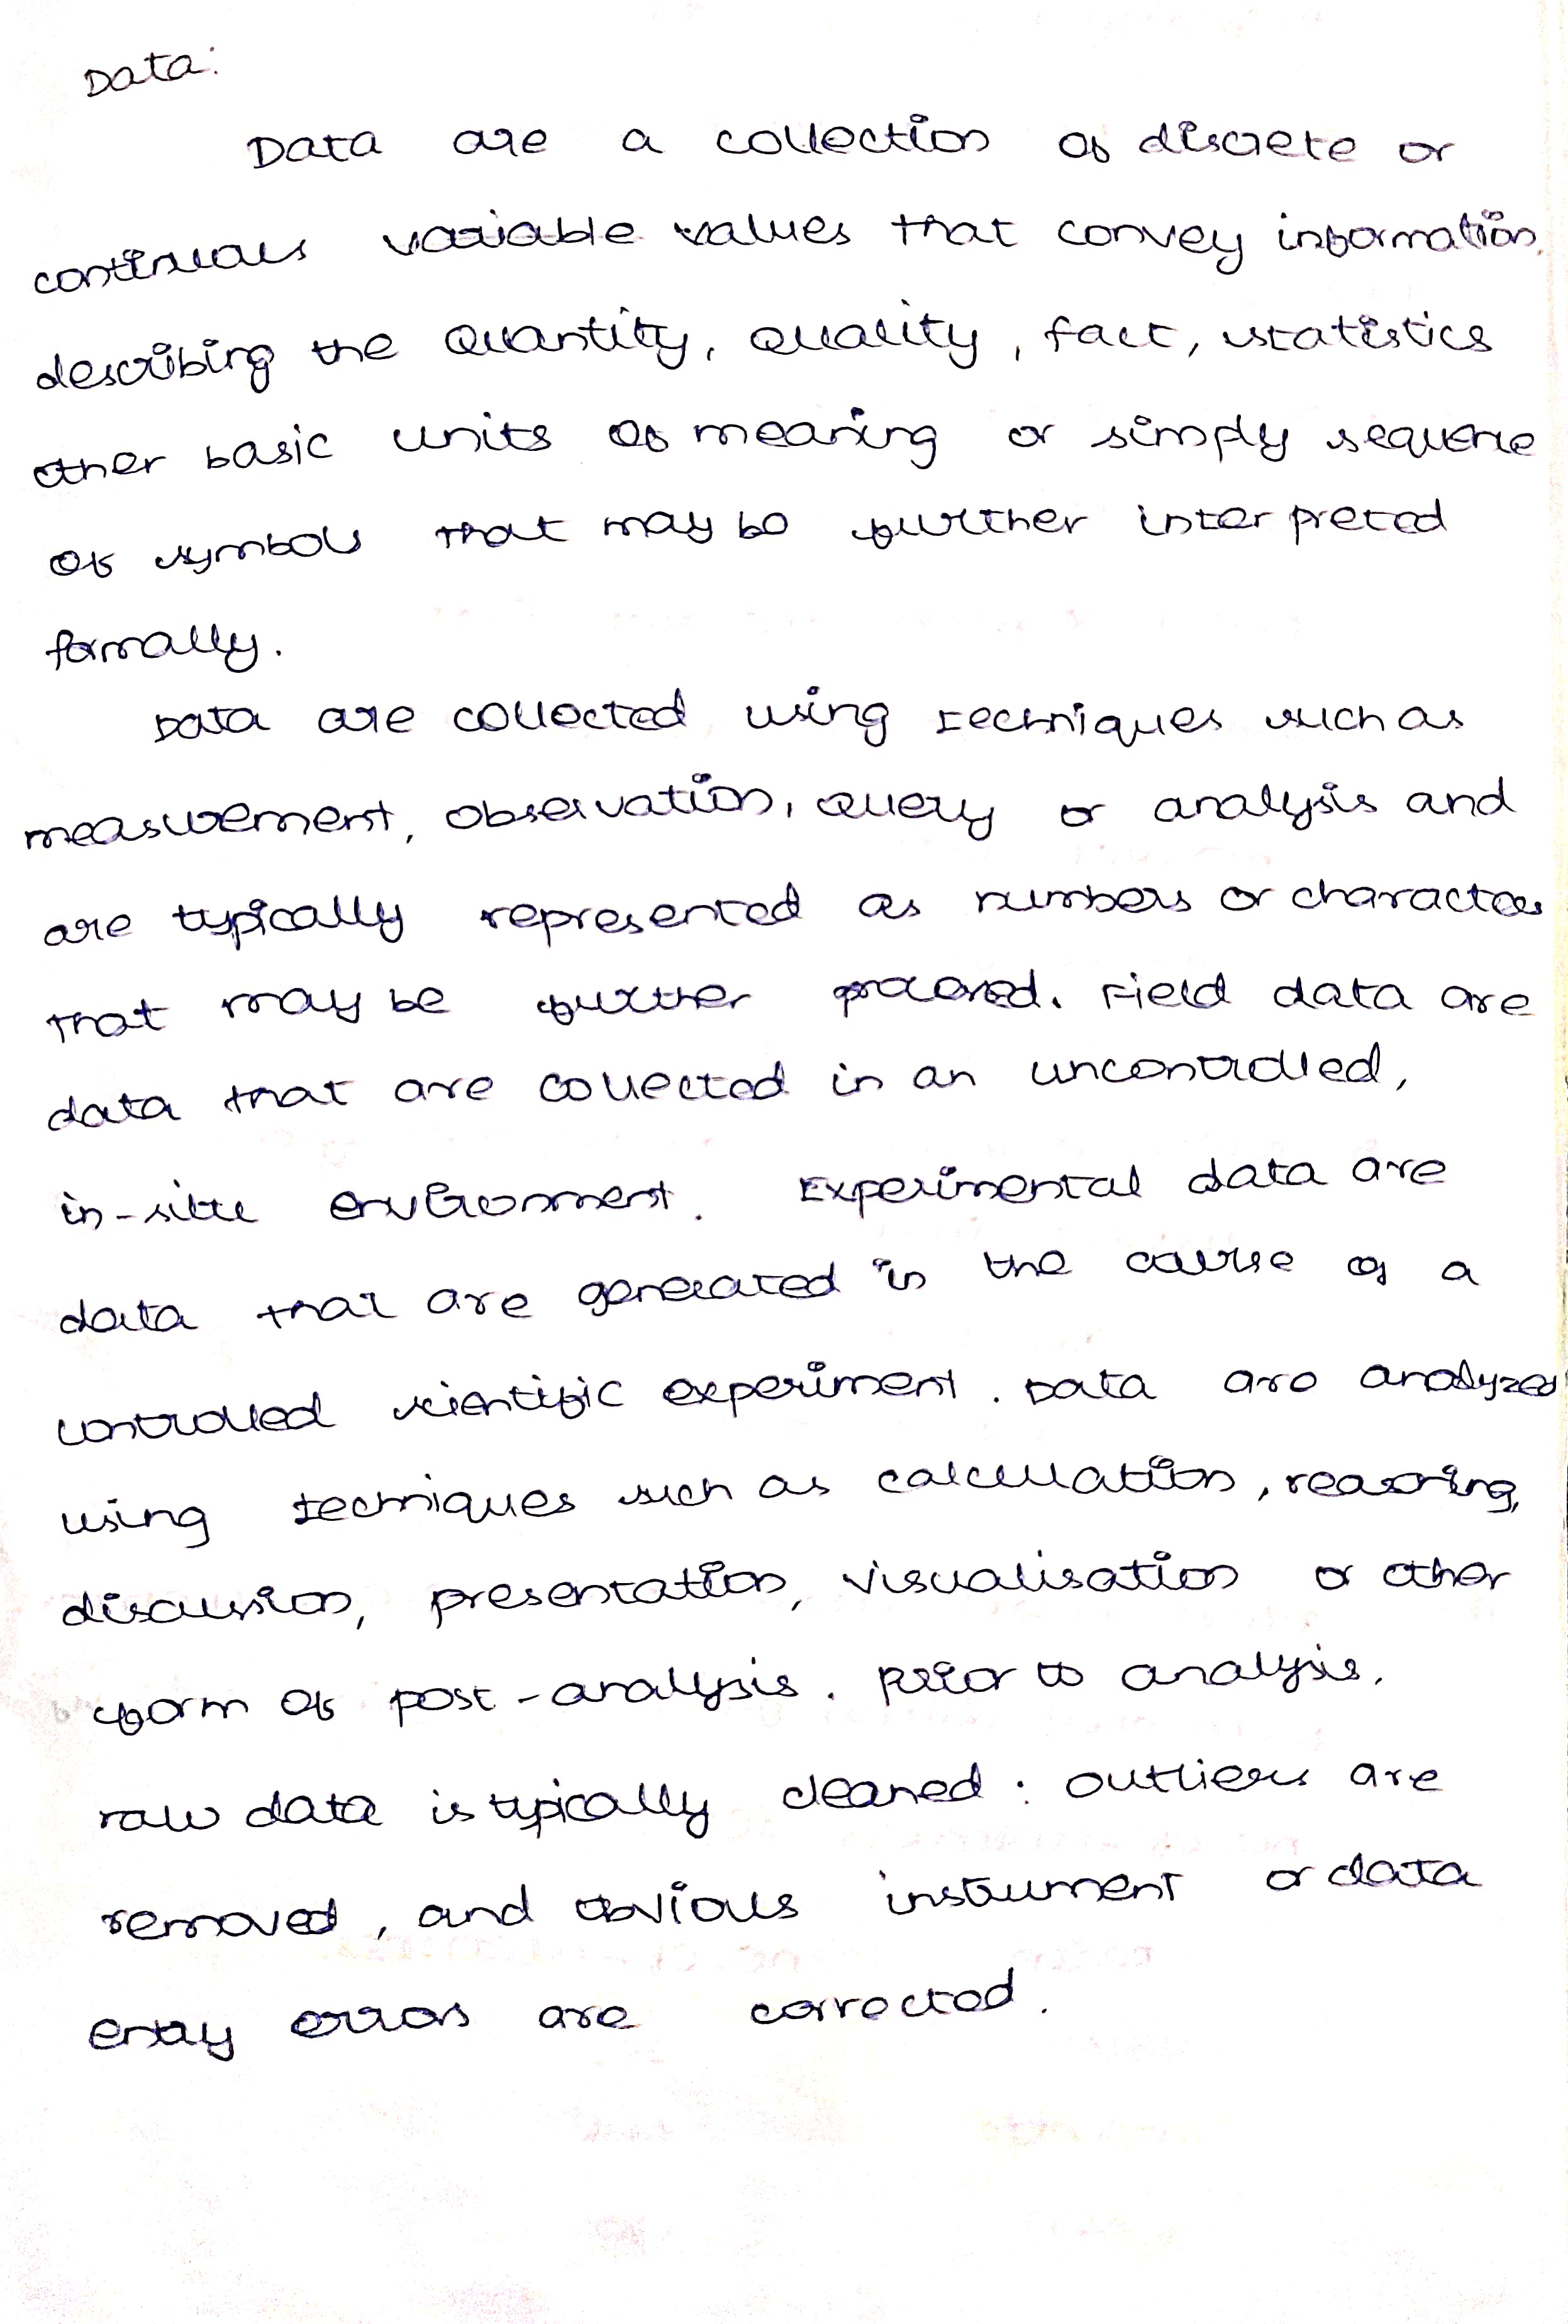 Data:
Data are a collection of discrete or
continuous variable values that convey information.
describing the quantity, quality, fact, statistics
other basic units of meaning or simply sequence
of symbols that may be further interpreted
formally.
Data are collected using techniques such as
measurement, observation, query or analysis and
are typically represented as numbers or characters
that may be further processed. Field data are
data that are collected in an uncontrolled,
in-situ environment. Experimental data are
data that are generated in the course of a
controlled scientific experiment. Data are analyzed
using techniques such as calculation, reasoning,
discussion, presentation, visualisation or other
form of post-analysis. Prior to analysis,
raw data is typically cleaned: outliers are
removed, and obvious instrument or data
entry errors are corrected.